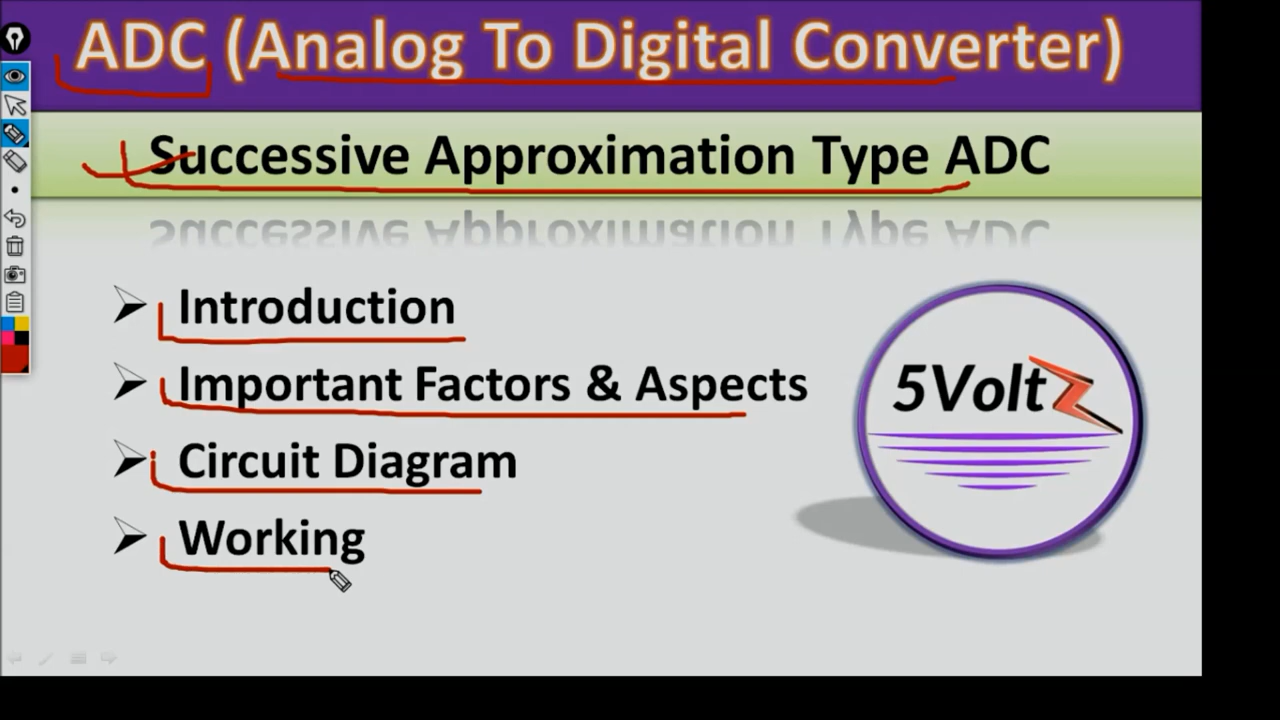 ADC (Analog To Digital Converter)
Successive Approximation Type ADC
Introduction
Important Factors & Aspects
Circuit Diagram
Working
5VoltZ